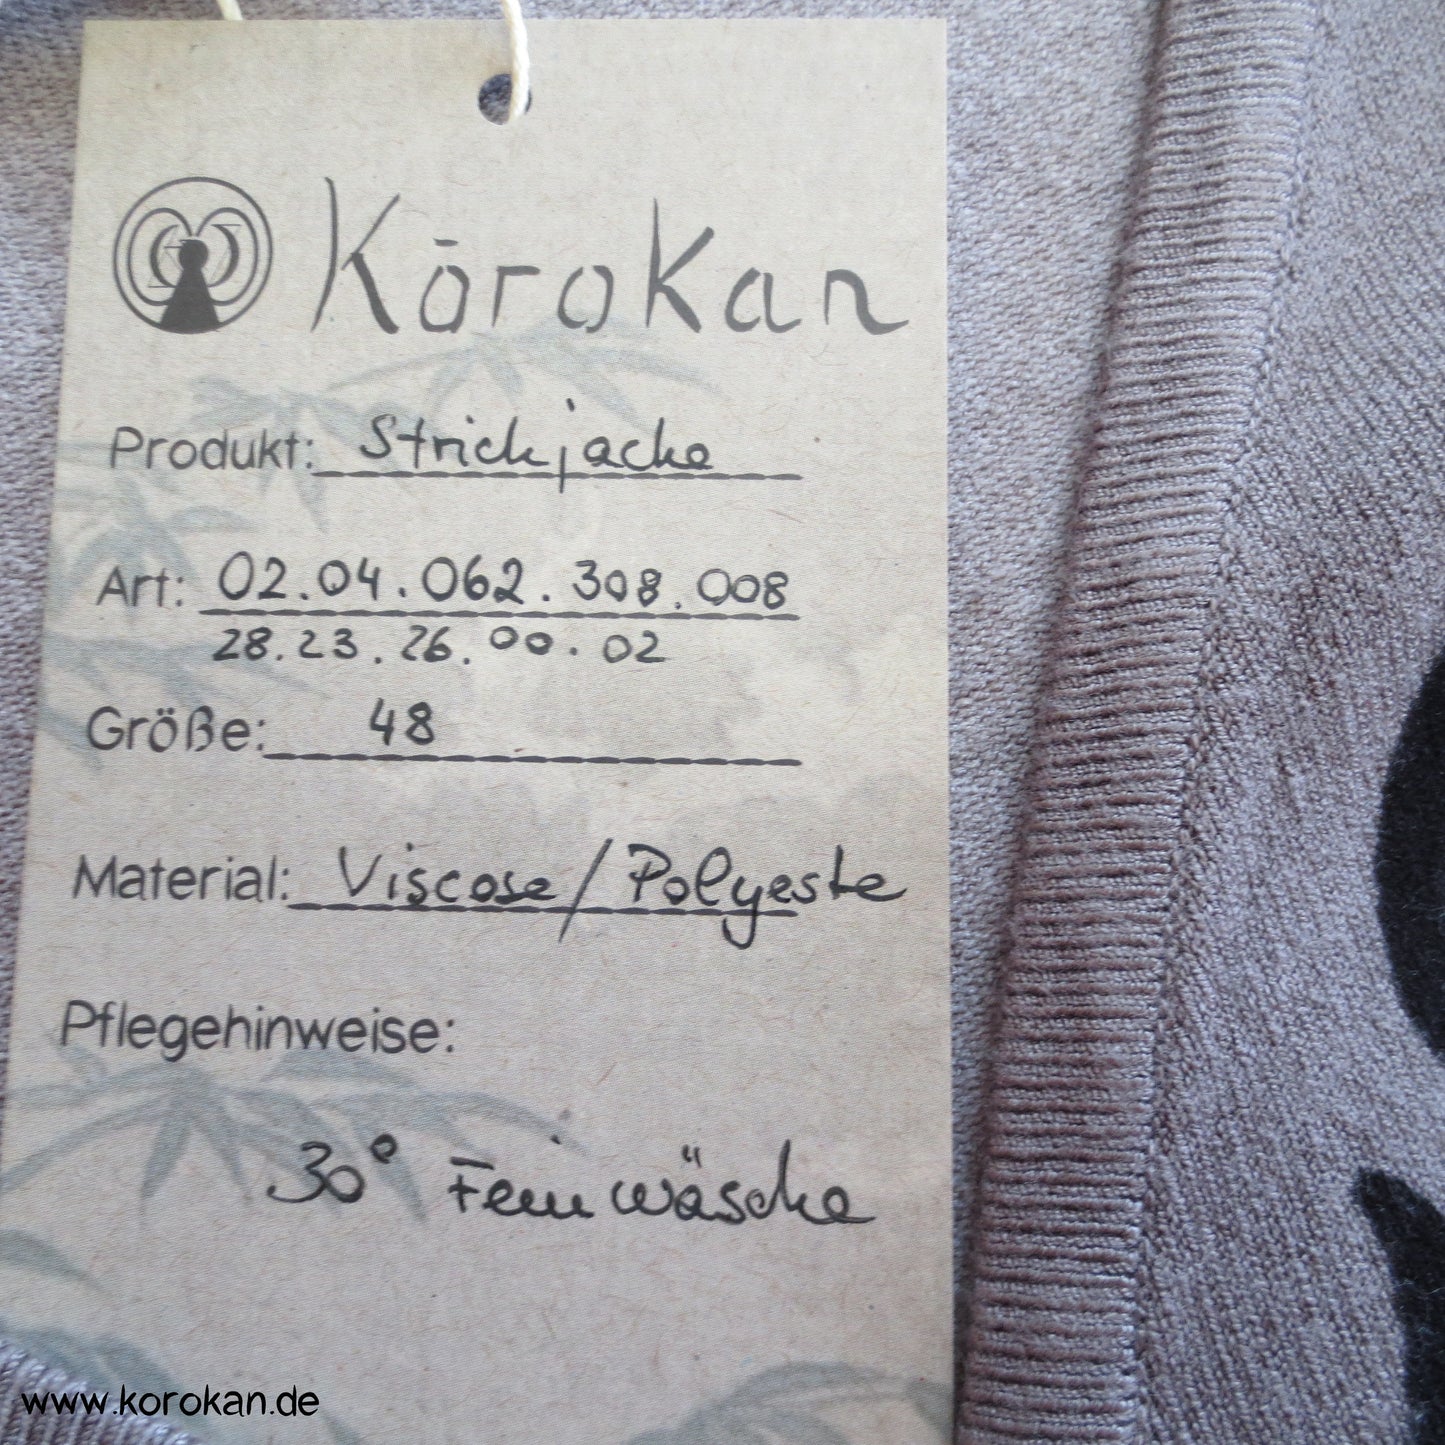 Kōrokan
Produkt: Strickjacke
Art: 02.04.062.308.008
28.23.26.00.02
Größe: 48
Material: Viscose/Polyeste
Pflegehinweise:
30° Feinwäsche
www.korokan.de